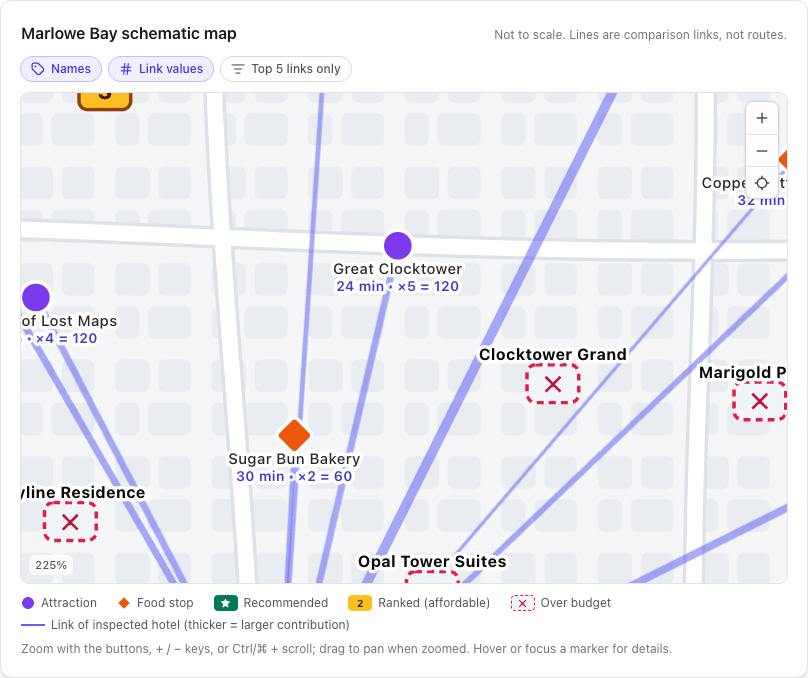 Marlowe Bay schematic map
Not to scale. Lines are comparison links, not routes.
Names
Link values
Top 5 links only
+
−
Great Clocktower
24 min · ×5 = 120
of Lost Maps
· ×4 = 120
32 min
Clocktower Grand
Marigold P
Sugar Bun Bakery
30 min · ×2 = 60
yline Residence
Opal Tower Suites
225%
Attraction
Food stop
Recommended
2 Ranked (affordable)
Over budget
Link of inspected hotel (thicker = larger contribution)
Zoom with the buttons, + / − keys, or Ctrl/⌘ + scroll; drag to pan when zoomed. Hover or focus a marker for details.